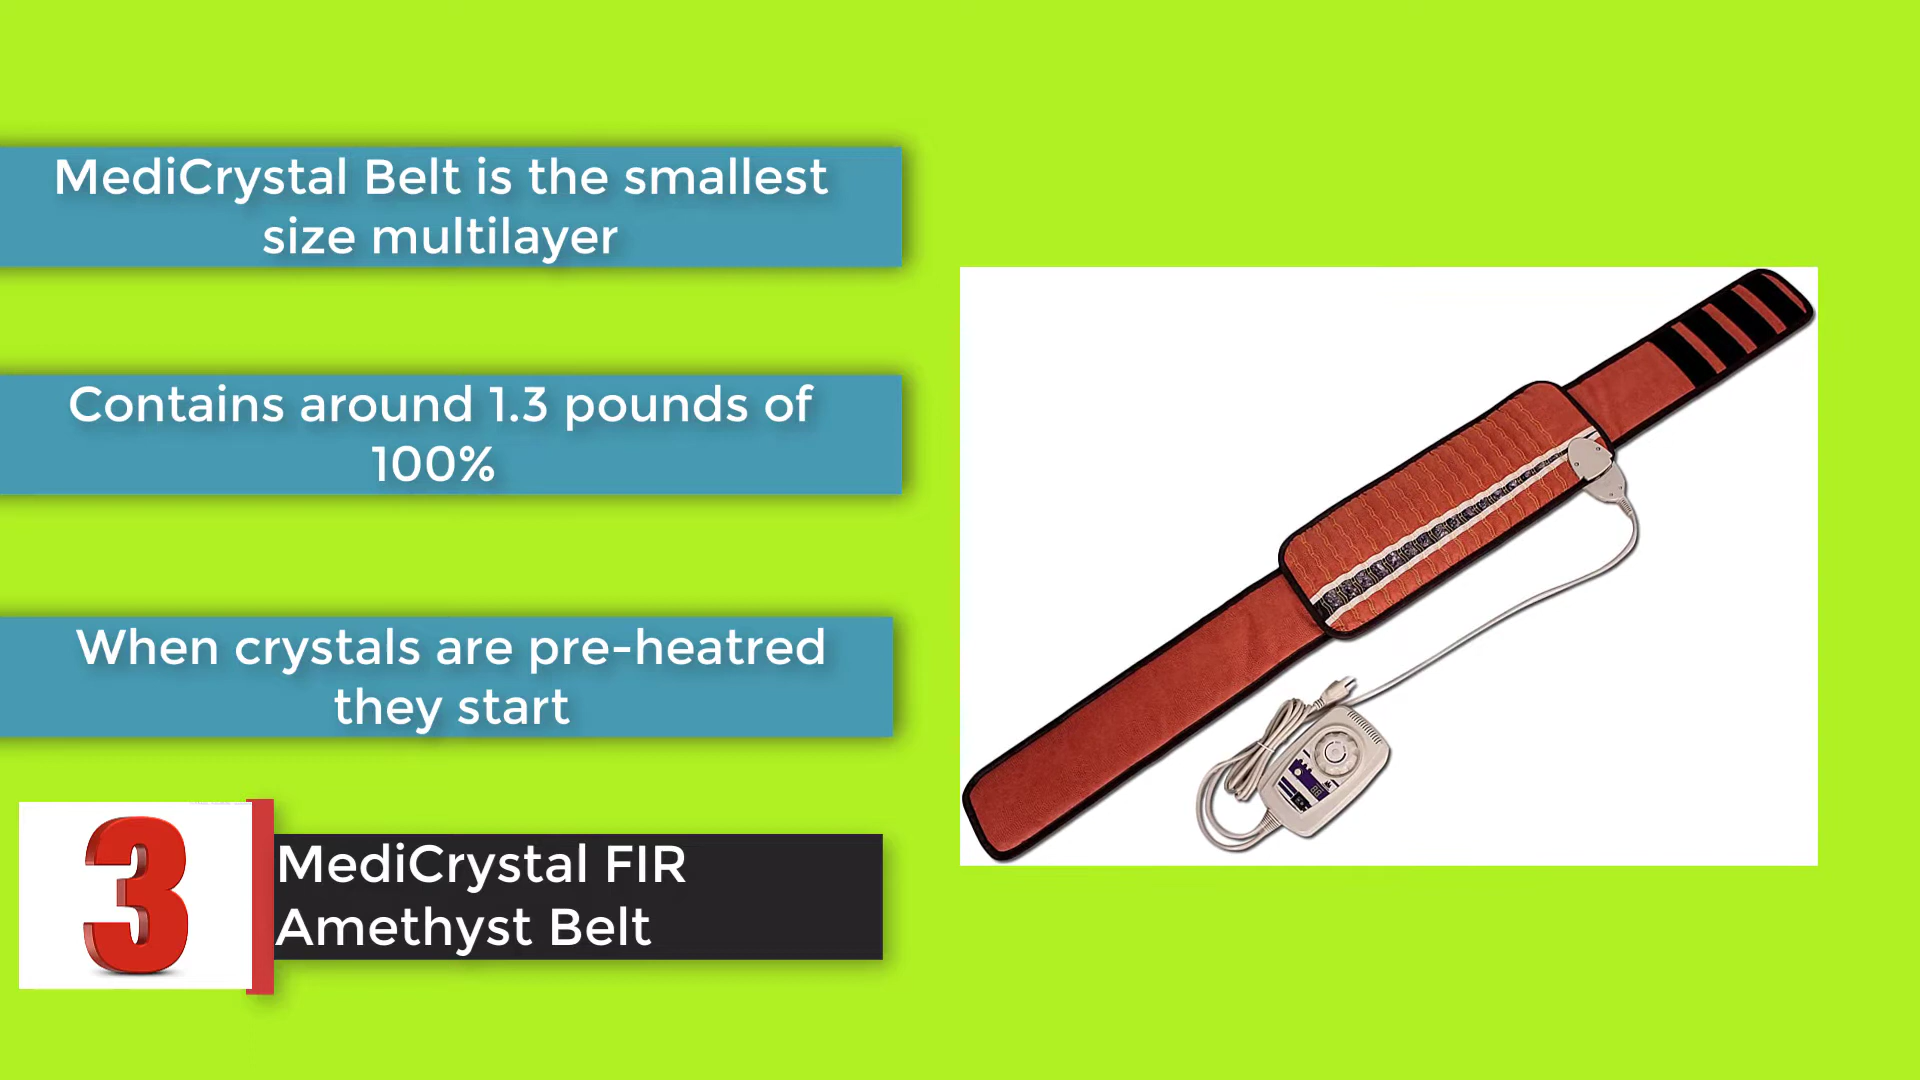 MediCrystal Belt is the smallest
size multilayer
Contains around 1.3 pounds of
100%
When crystals are pre-heatred
they start
3
MediCrystal FIR
Amethyst Belt